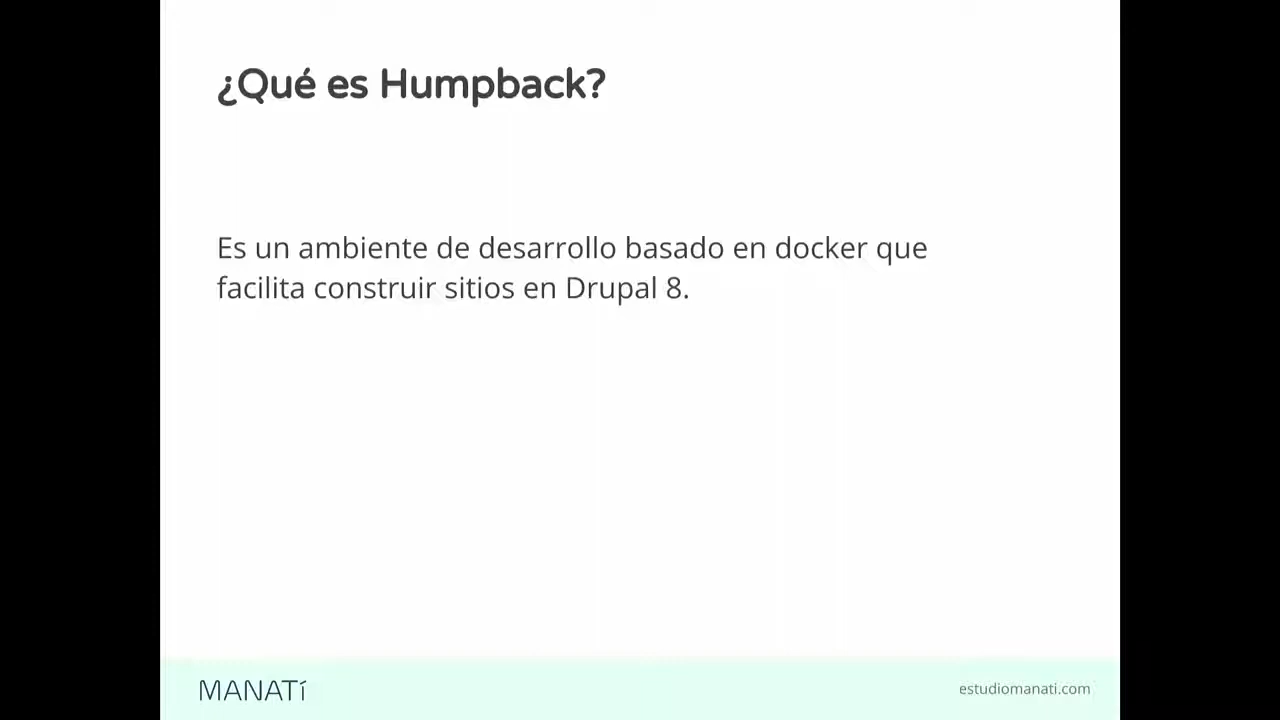 ¿Qué es Humpback?
Es un ambiente de desarrollo basado en docker que
facilita construir sitios en Drupal 8.
MANATí
estudiomanati.com